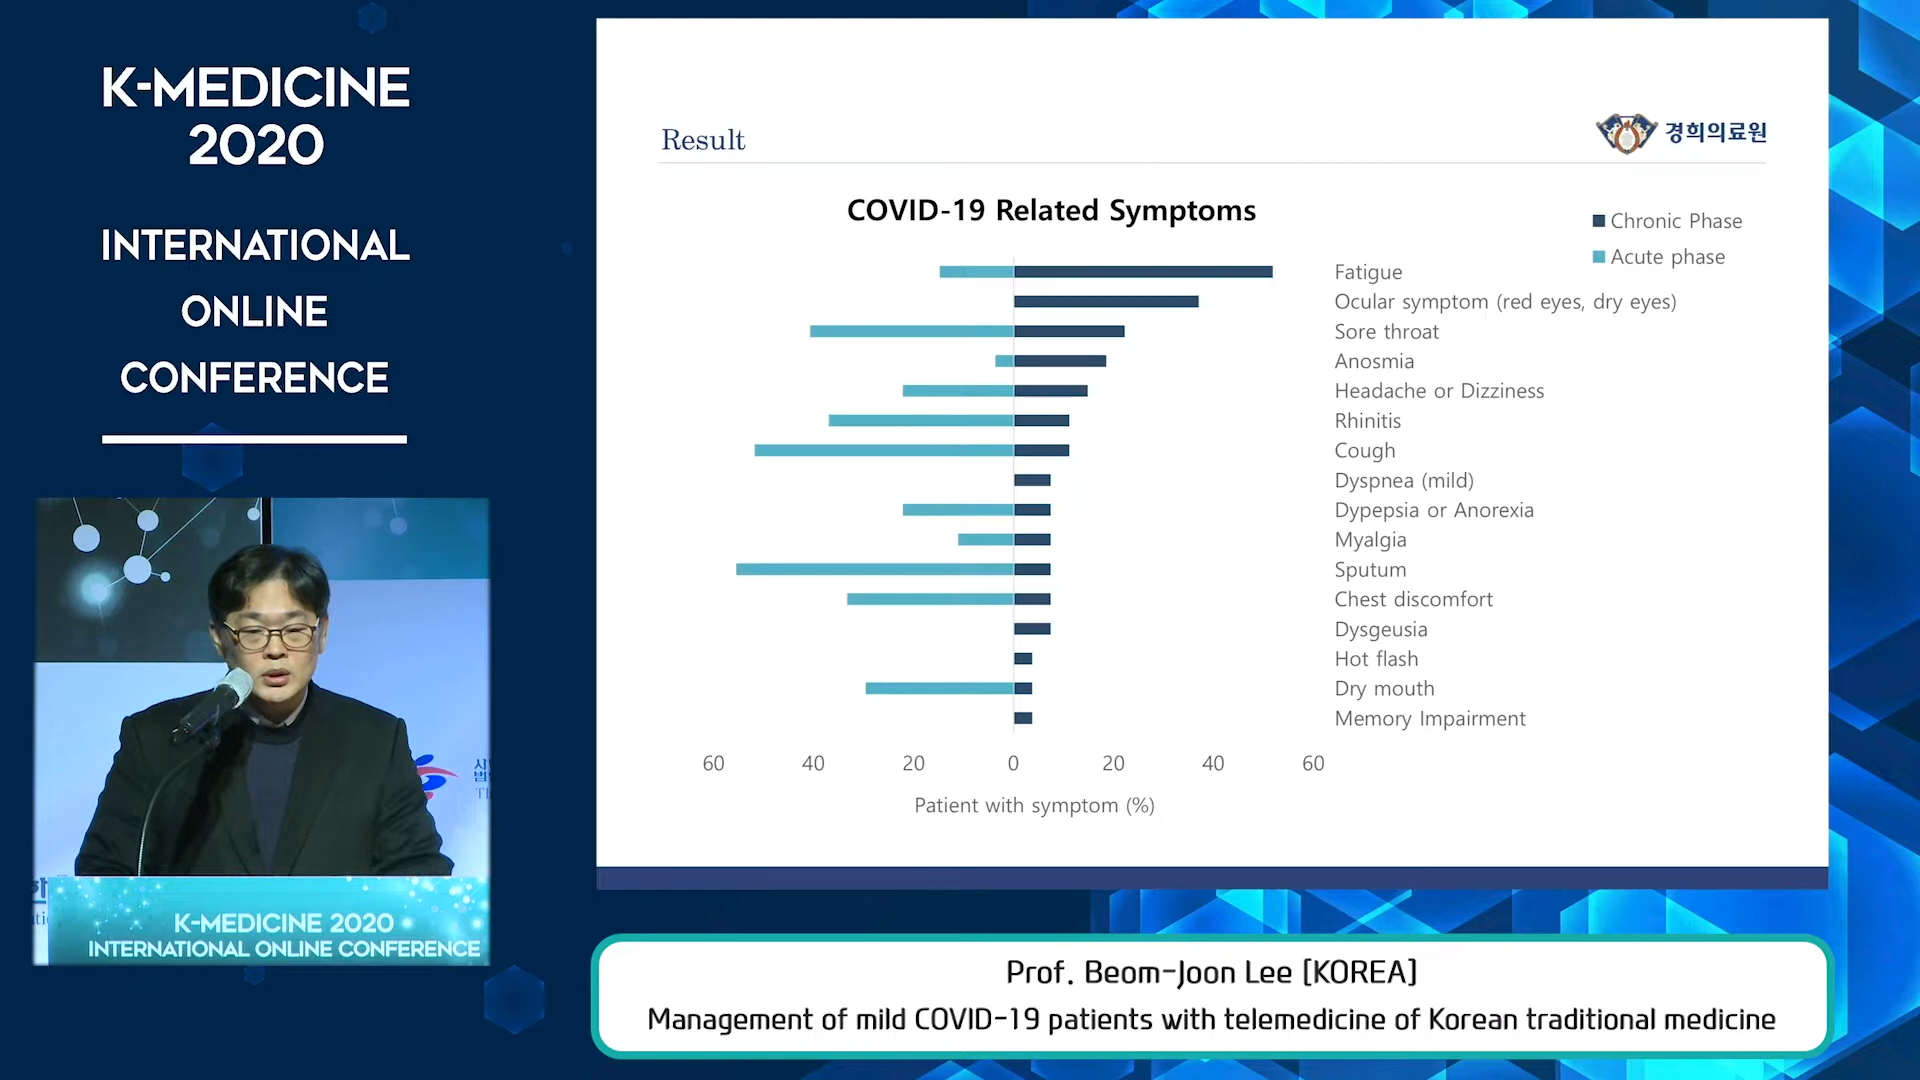 K-MEDICINE
2020
INTERNATIONAL
ONLINE
CONFERENCE
K-MEDICINE 2020
INTERNATIONAL ONLINE CONFERENCE
Result
경희의료원
COVID-19 Related Symptoms
Chronic Phase
Acute phase
Fatigue
Ocular symptom (red eyes, dry eyes)
Sore throat
Anosmia
Headache or Dizziness
Rhinitis
Cough
Dyspnea (mild)
Dypepsia or Anorexia
Myalgia
Sputum
Chest discomfort
Dysgeusia
Hot flash
Dry mouth
Memory Impairment
60 40 20 0 20 40 60
Patient with symptom (%)
Prof. Beom-Joon Lee [KOREA]
Management of mild COVID-19 patients with telemedicine of Korean traditional medicine